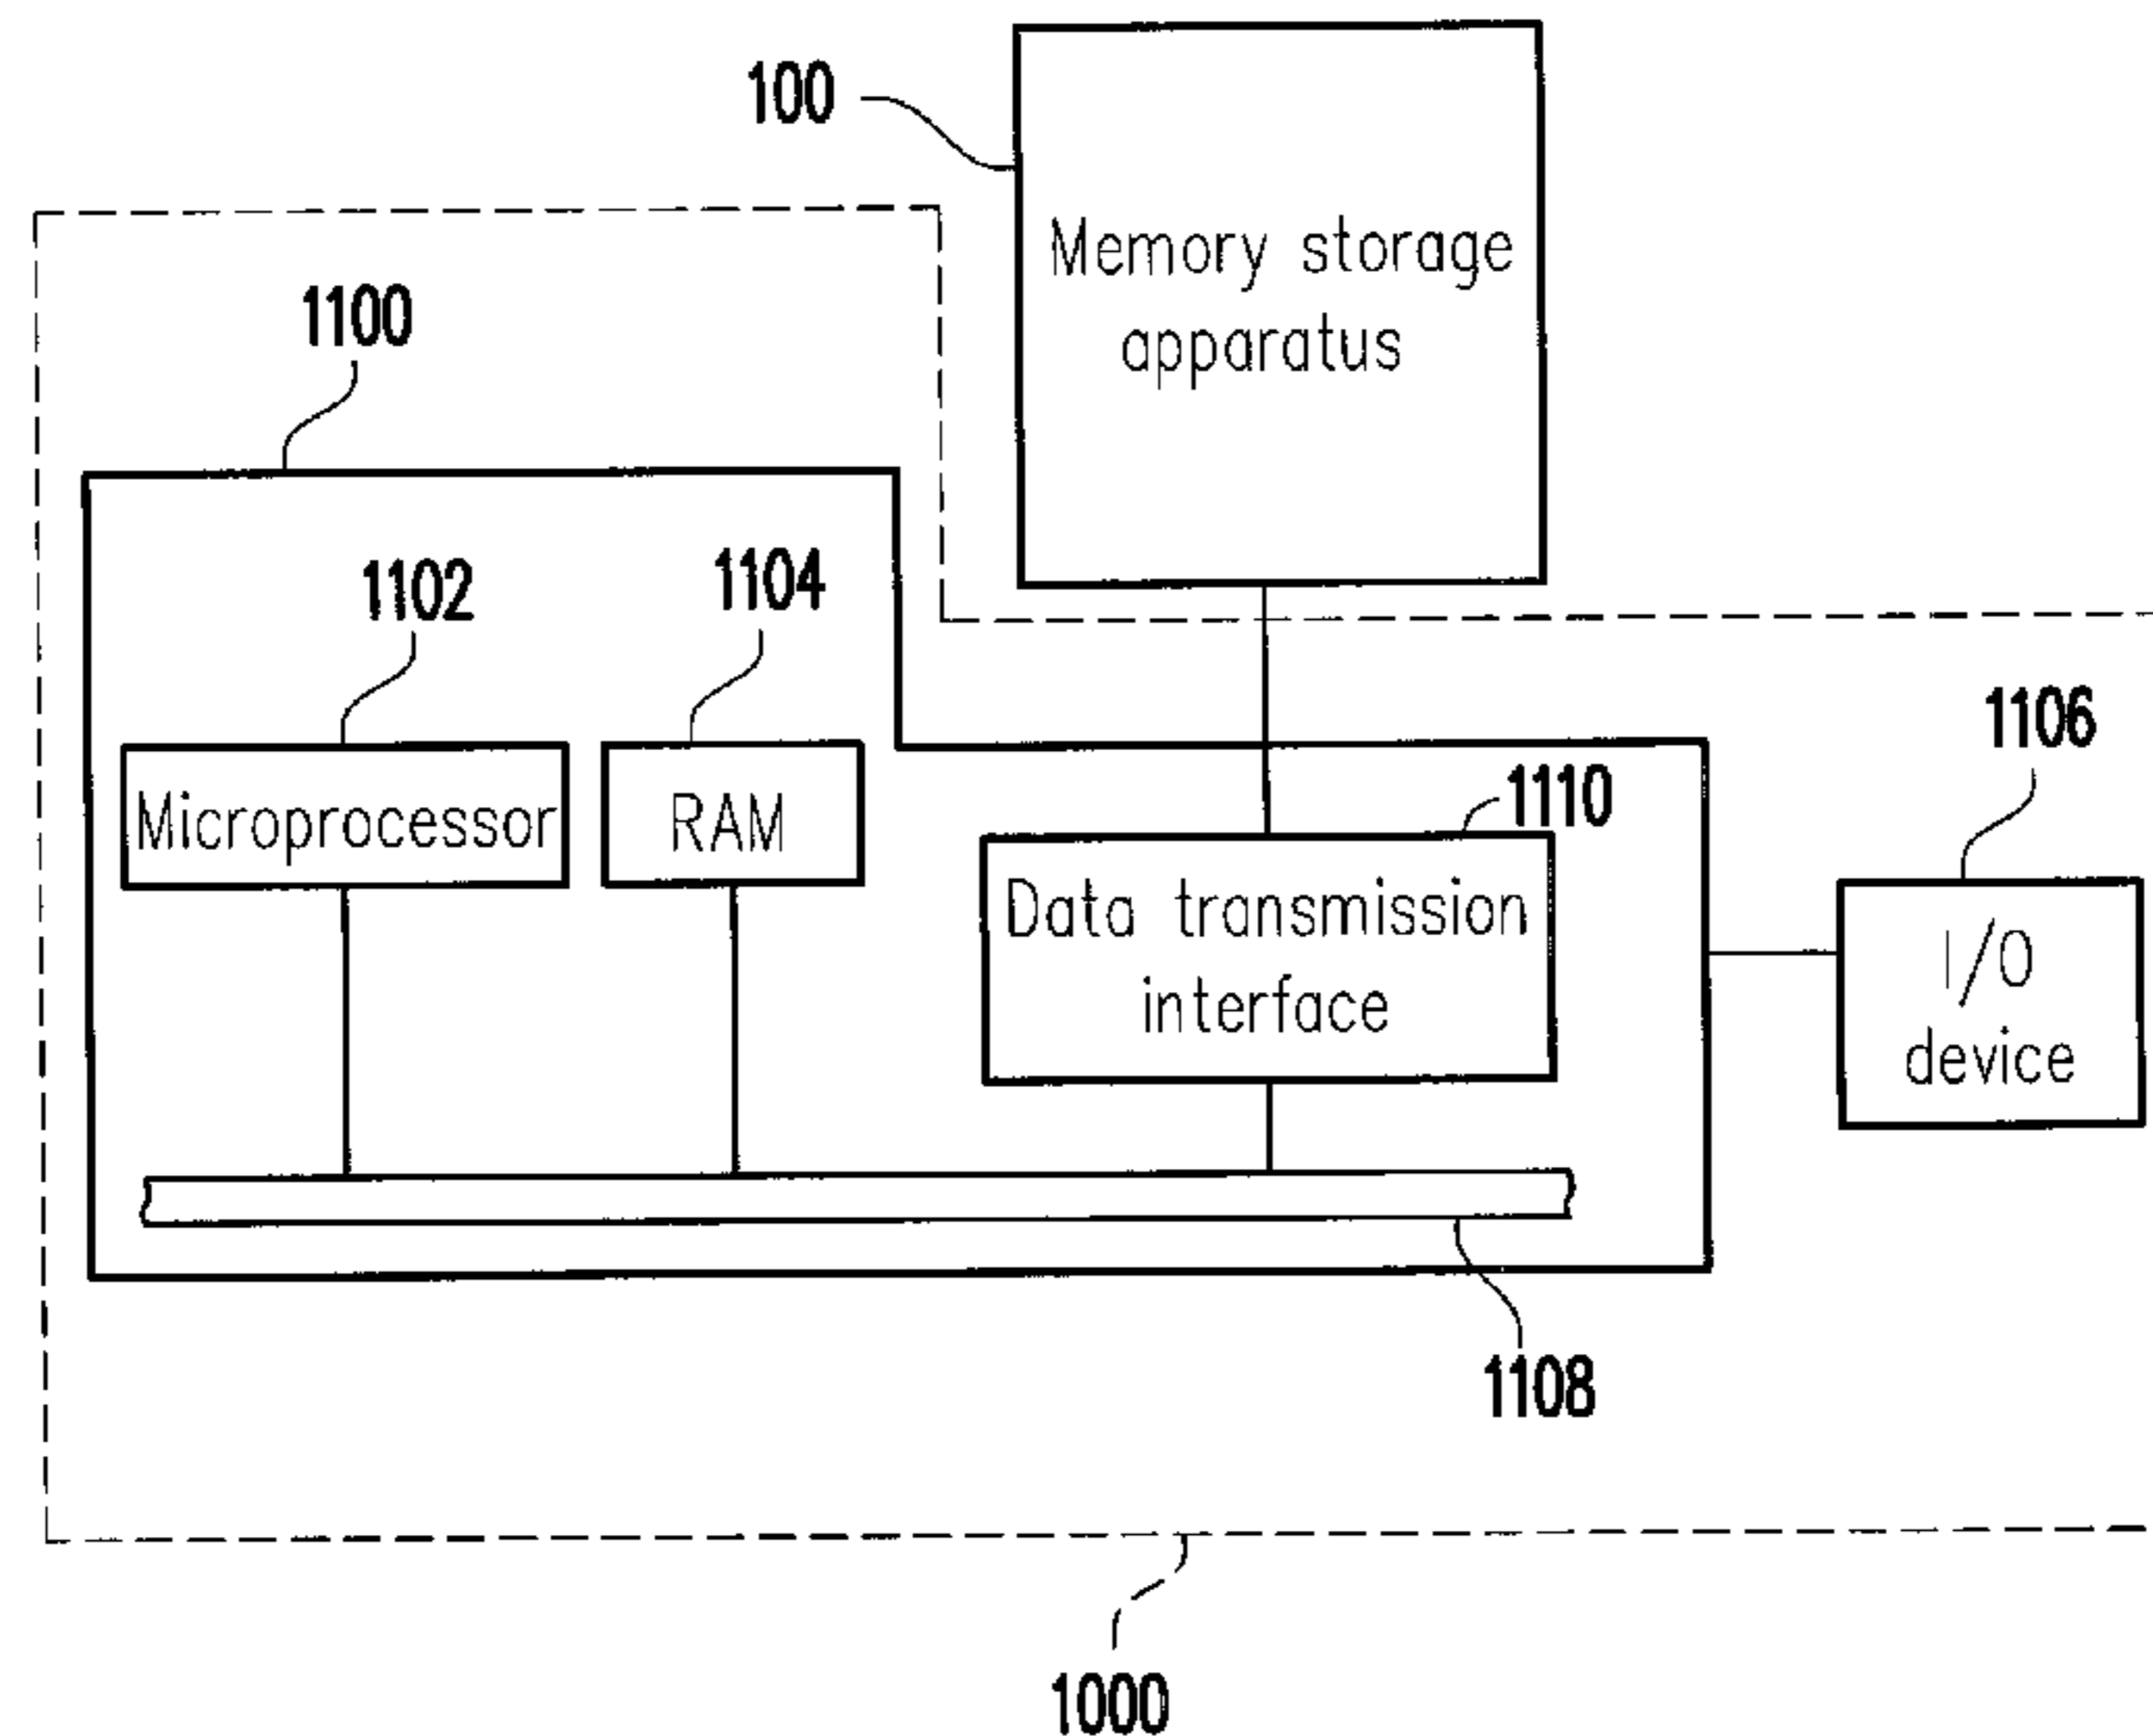 100
Memory storage
apparatus
1100
1102
1104
1106
Microprocessor
RAM
1110
Data transmission
interface
I/O
device
1108
1000